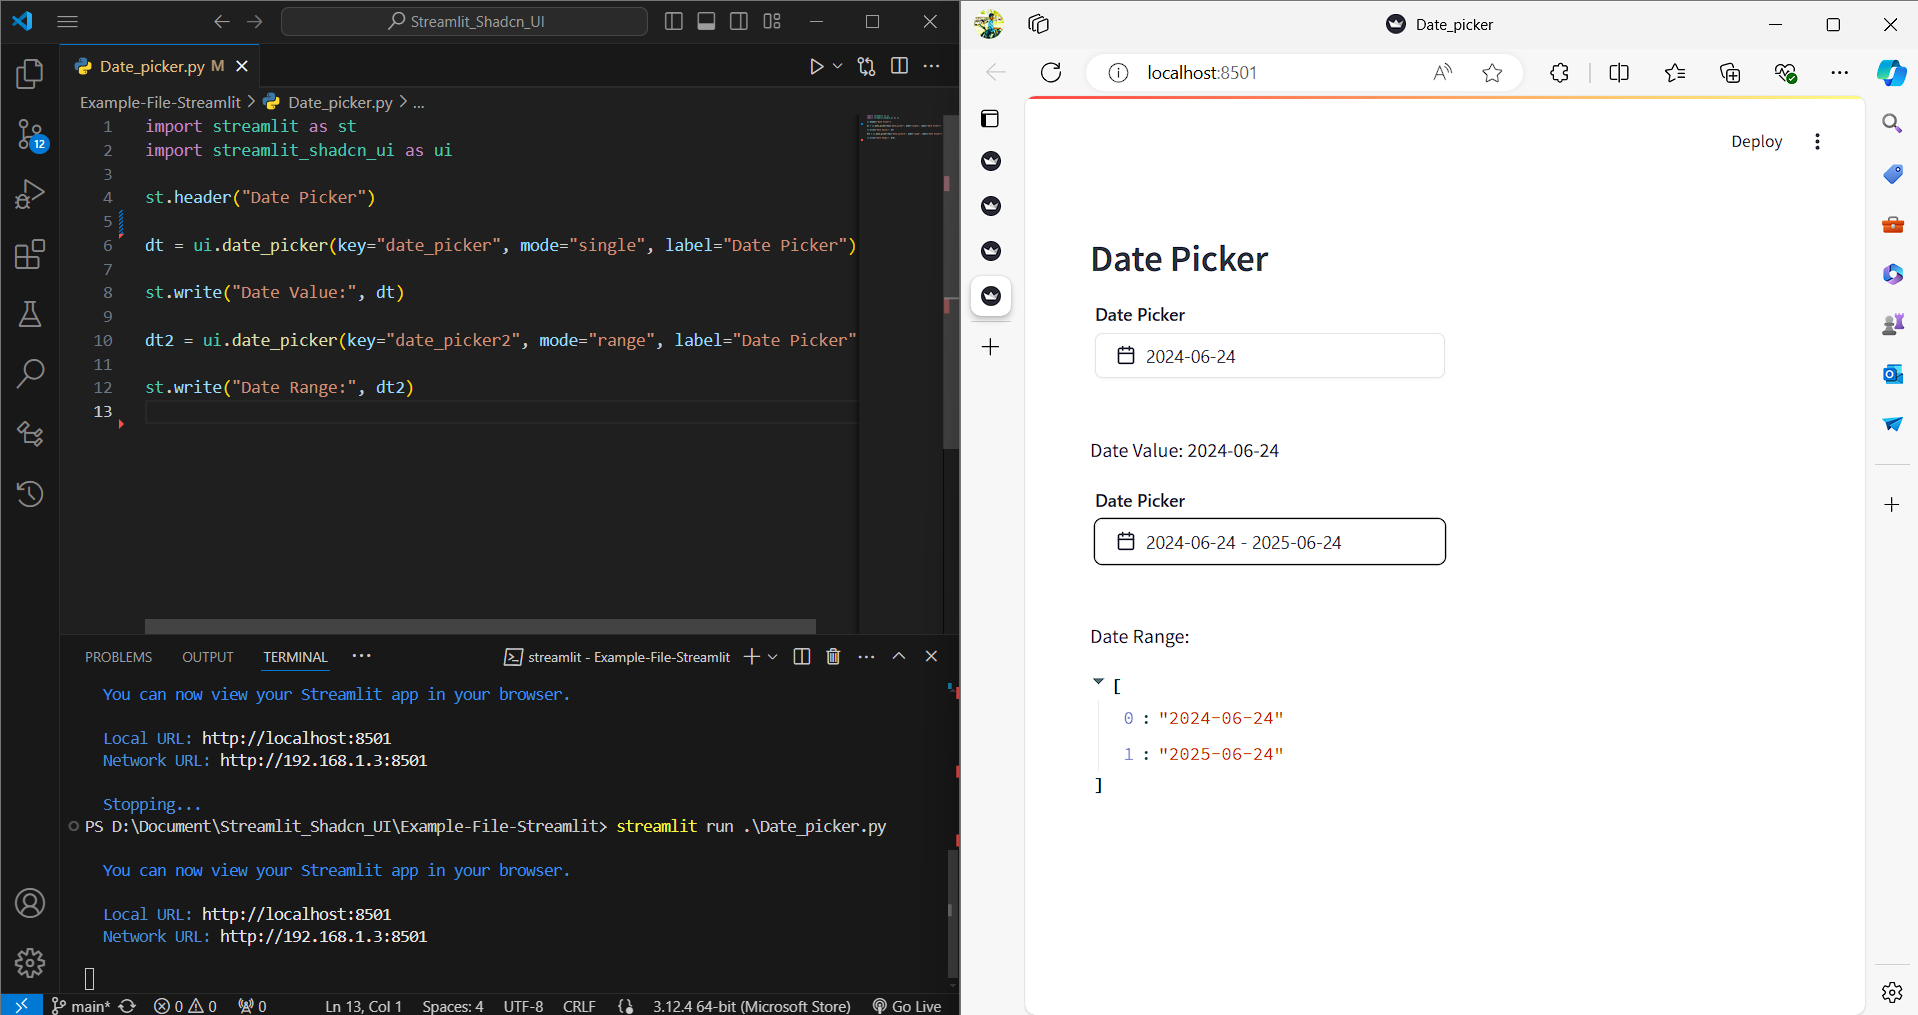 Streamlit_Shadcn_UI
Date_picker.py M
Example-File-Streamlit > Date_picker.py > ...
1 import streamlit as st
2 import streamlit_shadcn_ui as ui
3
4 st.header("Date Picker")
5
6 dt = ui.date_picker(key="date_picker", mode="single", label="Date Picker")
7
8 st.write("Date Value:", dt)
9
10 dt2 = ui.date_picker(key="date_picker2", mode="range", label="Date Picker"
11
12 st.write("Date Range:", dt2)
13
12
PROBLEMS OUTPUT TERMINAL ... streamlit - Example-File-Streamlit
You can now view your Streamlit app in your browser.
Local URL: http://localhost:8501
Network URL: http://192.168.1.3:8501
Stopping...
PS D:\Document\Streamlit_Shadcn_UI\Example-File-Streamlit> streamlit run .\Date_picker.py
You can now view your Streamlit app in your browser.
Local URL: http://localhost:8501
Network URL: http://192.168.1.3:8501
main* 0 0 0 Ln 13, Col 1 Spaces: 4 UTF-8 CRLF 3.12.4 64-bit (Microsoft Store) Go Live
Date_picker
localhost:8501
Deploy
Date Picker
Date Picker
2024-06-24
Date Value: 2024-06-24
Date Picker
2024-06-24 - 2025-06-24
Date Range:
[
0 : "2024-06-24"
1 : "2025-06-24"
]